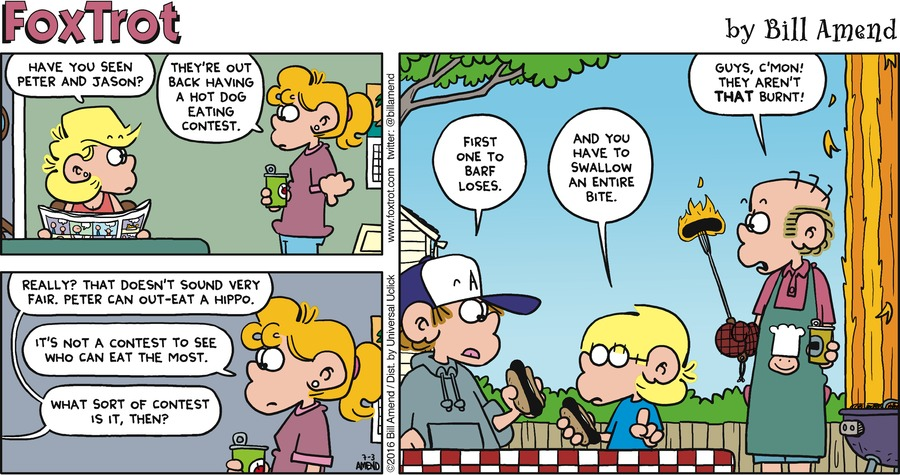 FOXTROT
by Bill Amend
HAVE YOU SEEN
PETER AND JASON?
THEY'RE OUT
BACK HAVING
A HOT DOG
EATING
CONTEST.
REALLY? THAT DOESN'T SOUND VERY
FAIR. PETER CAN OUT-EAT A HIPPO.
IT'S NOT A CONTEST TO SEE
WHO CAN EAT THE MOST.
WHAT SORT OF CONTEST
IS IT, THEN?
7-3
AMEND
©2016 Bill Amend / Dist. by Universal Uclick www.foxtrot.com twitter: @billamend
FIRST
ONE TO
BARF
LOSES.
A
AND YOU
HAVE TO
SWALLOW
AN ENTIRE
BITE.
GUYS, C'MON!
THEY AREN'T
THAT BURNT!